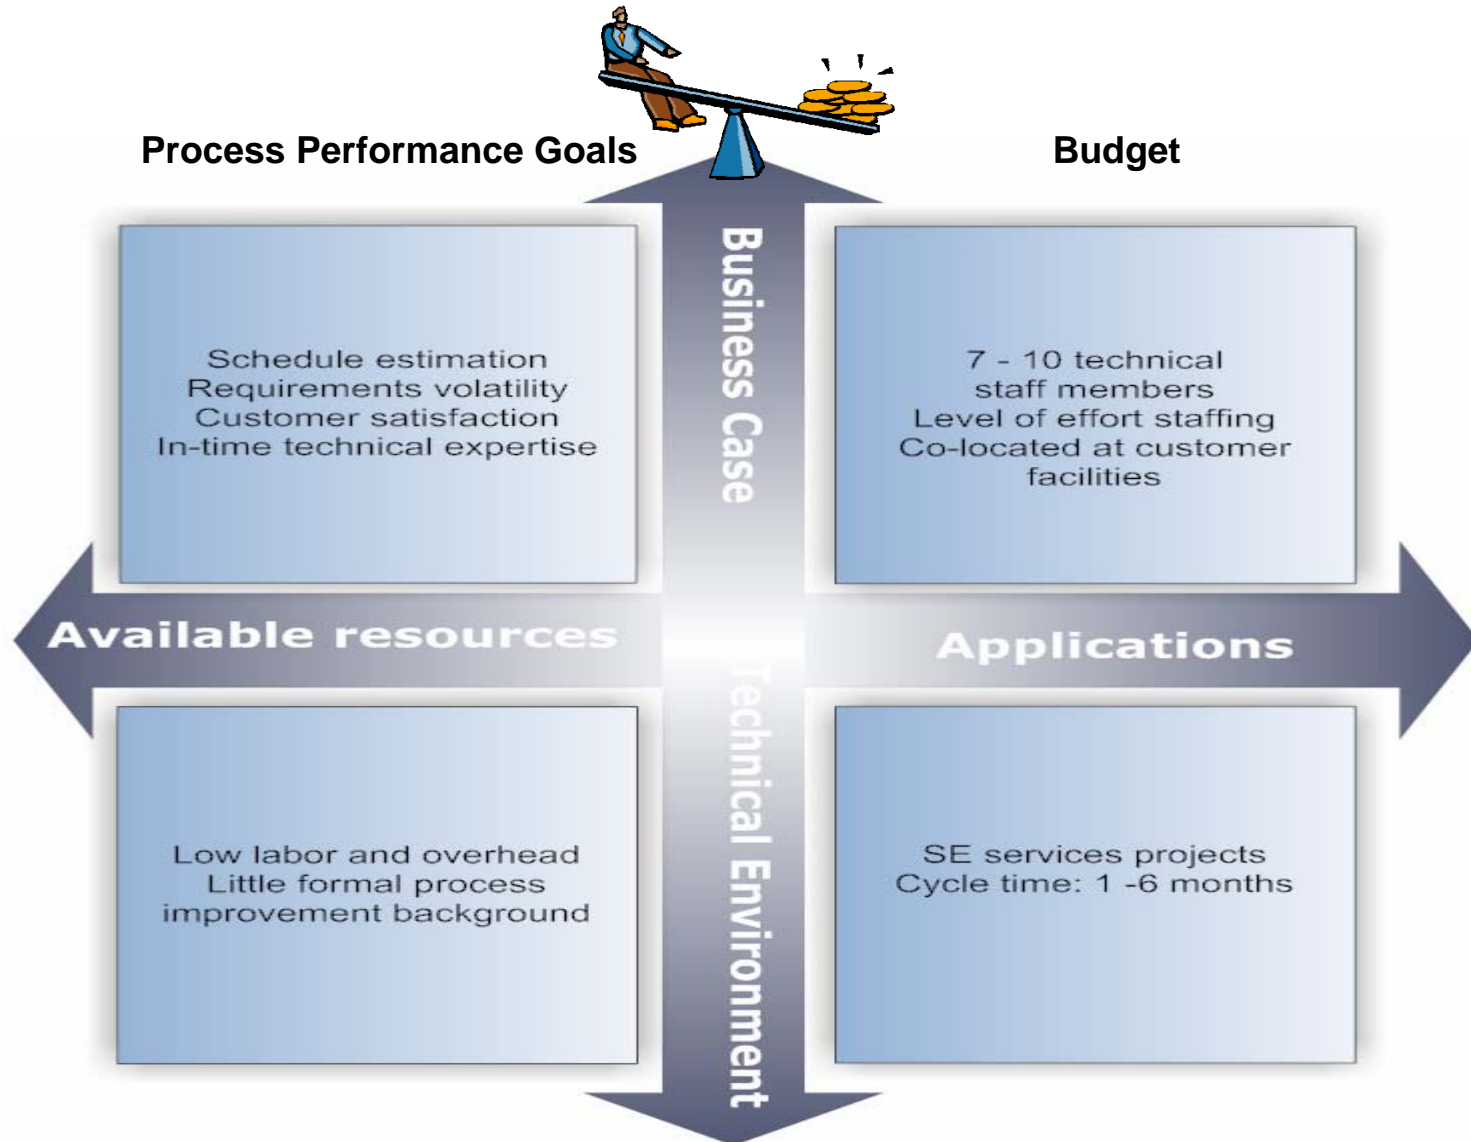 Process Performance Goals
Budget
Business Case
Schedule estimation
Requirements volatility
Customer satisfaction
In-time technical expertise
7 - 10 technical
staff members
Level of effort staffing
Co-located at customer
facilities
Available resources
Applications
Technical Environment
Low labor and overhead
Little formal process
improvement background
SE services projects
Cycle time: 1 -6 months